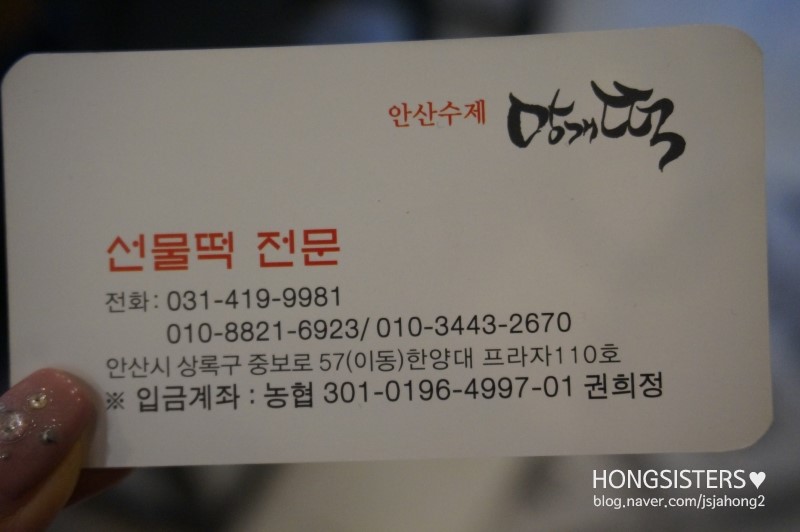 안산수제
선물떡 전문
전화: 031-419-9981
010-8821-6923/ 010-3443-2670
안산시 상록구 중보로 57(이동)한양대 프라자110호
※ 입금계좌 : 농협 301-0196-4997-01 권희정
HONGSISTERS♥
blog.naver.com/jsjahong2